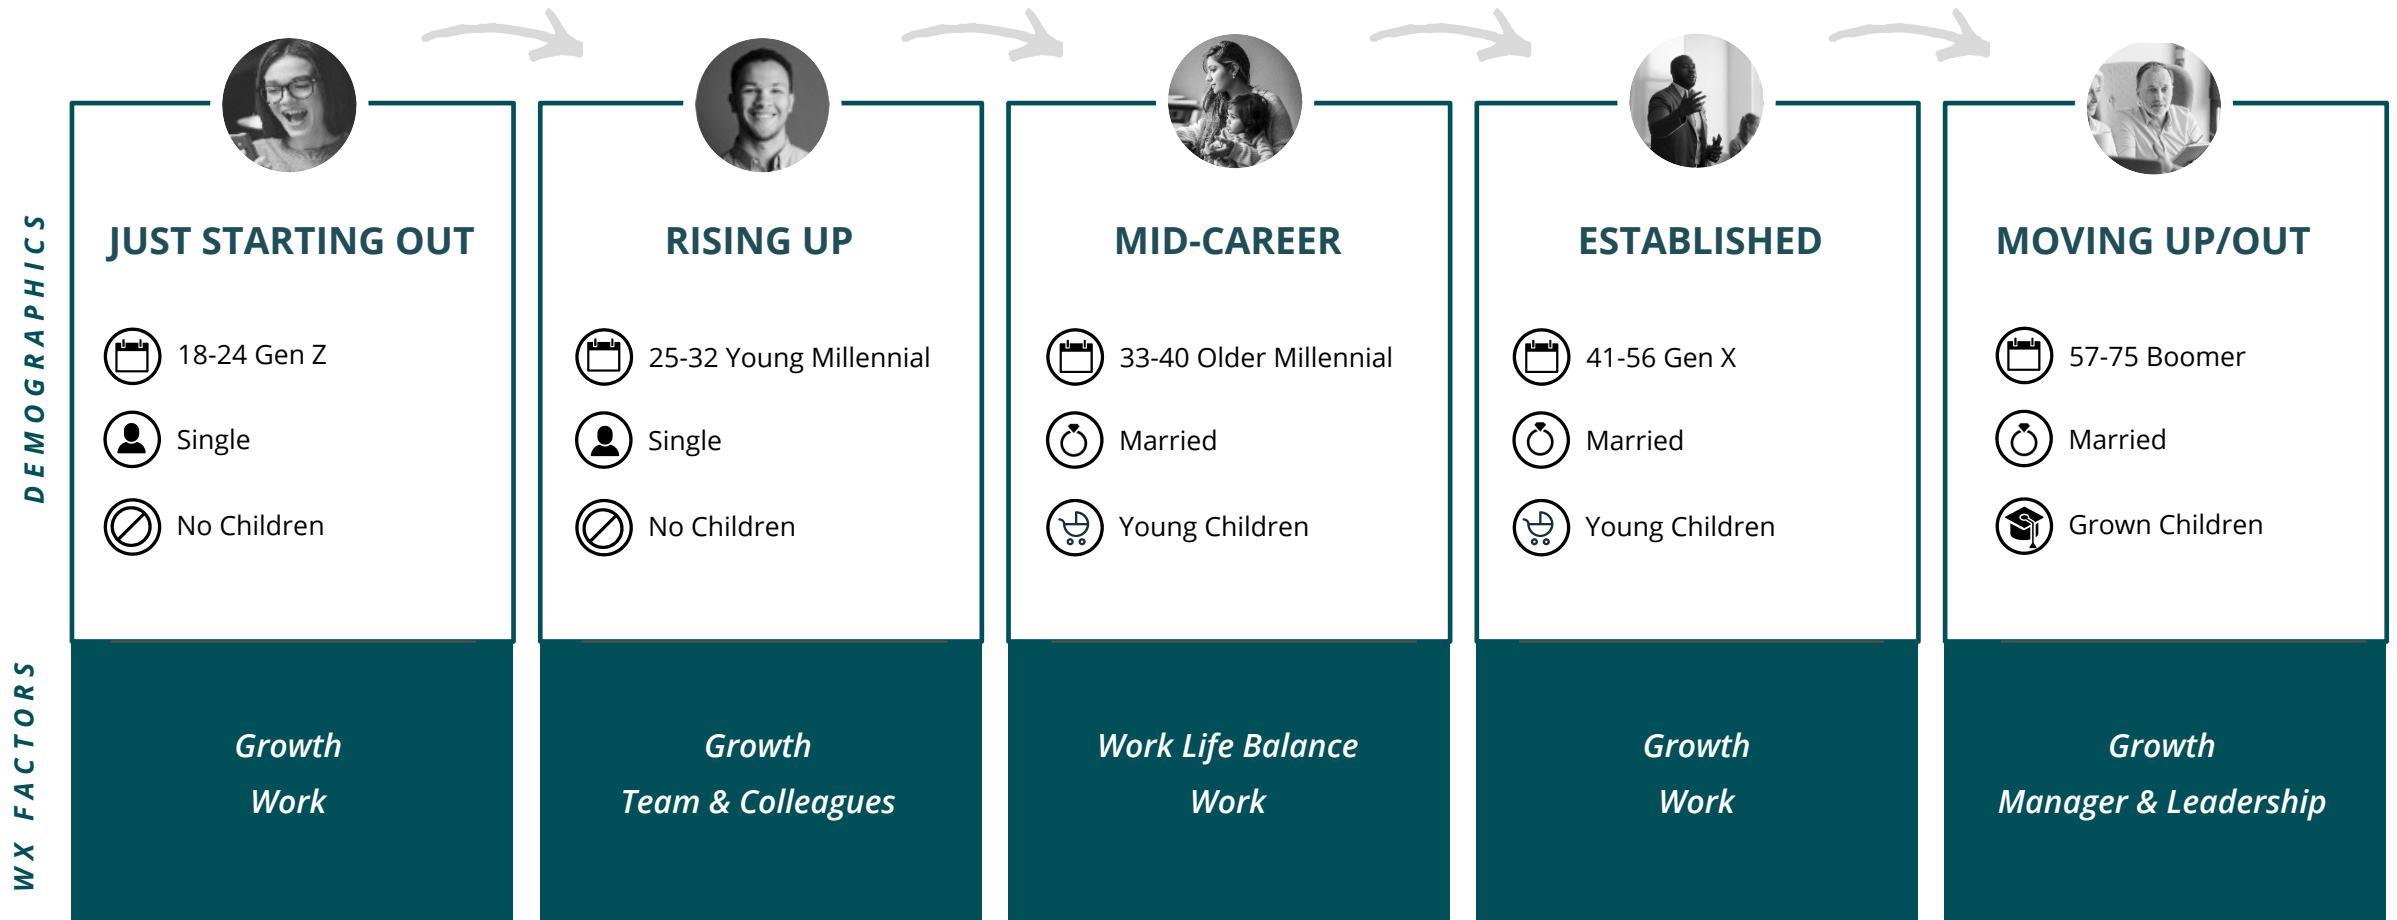 DEMOGRAPHICS
JUST STARTING OUT
18-24 Gen Z
Single
No Children
RISING UP
25-32 Young Millennial
Single
No Children
MID-CAREER
33-40 Older Millennial
Married
Young Children
ESTABLISHED
41-56 Gen X
Married
Young Children
MOVING UP/OUT
57-75 Boomer
Married
Grown Children
WX FACTORS
Growth
Work
Growth
Team & Colleagues
Work Life Balance
Work
Growth
Work
Growth
Manager & Leadership